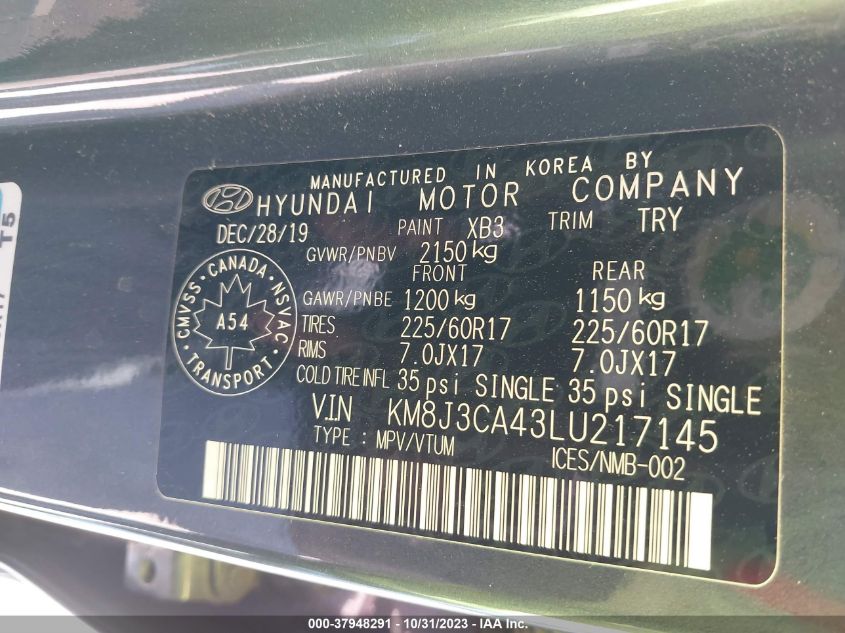 MANUFACTURED IN KOREA BY
HYUNDAI MOTOR COMPANY
DEC/28/19 PAINT XB3 TRIM TRY
GVWR/PNBV 2150 kg
FRONT REAR
GAWR/PNBE 1200 kg 1150 kg
TIRES 225/60R17 225/60R17
RIMS 7.0JX17 7.0JX17
COLD TIRE INFL 35 psi SINGLE 35 psi SINGLE
V.I.N KM8J3CA43LU217145
TYPE : MPV/VTUM ICES/NMB-002
CMVSS · CANADA · NSVAC
A54
· TRANSPORT ·
T5
000-37948291 - 10/31/2023 - © IAA Inc.